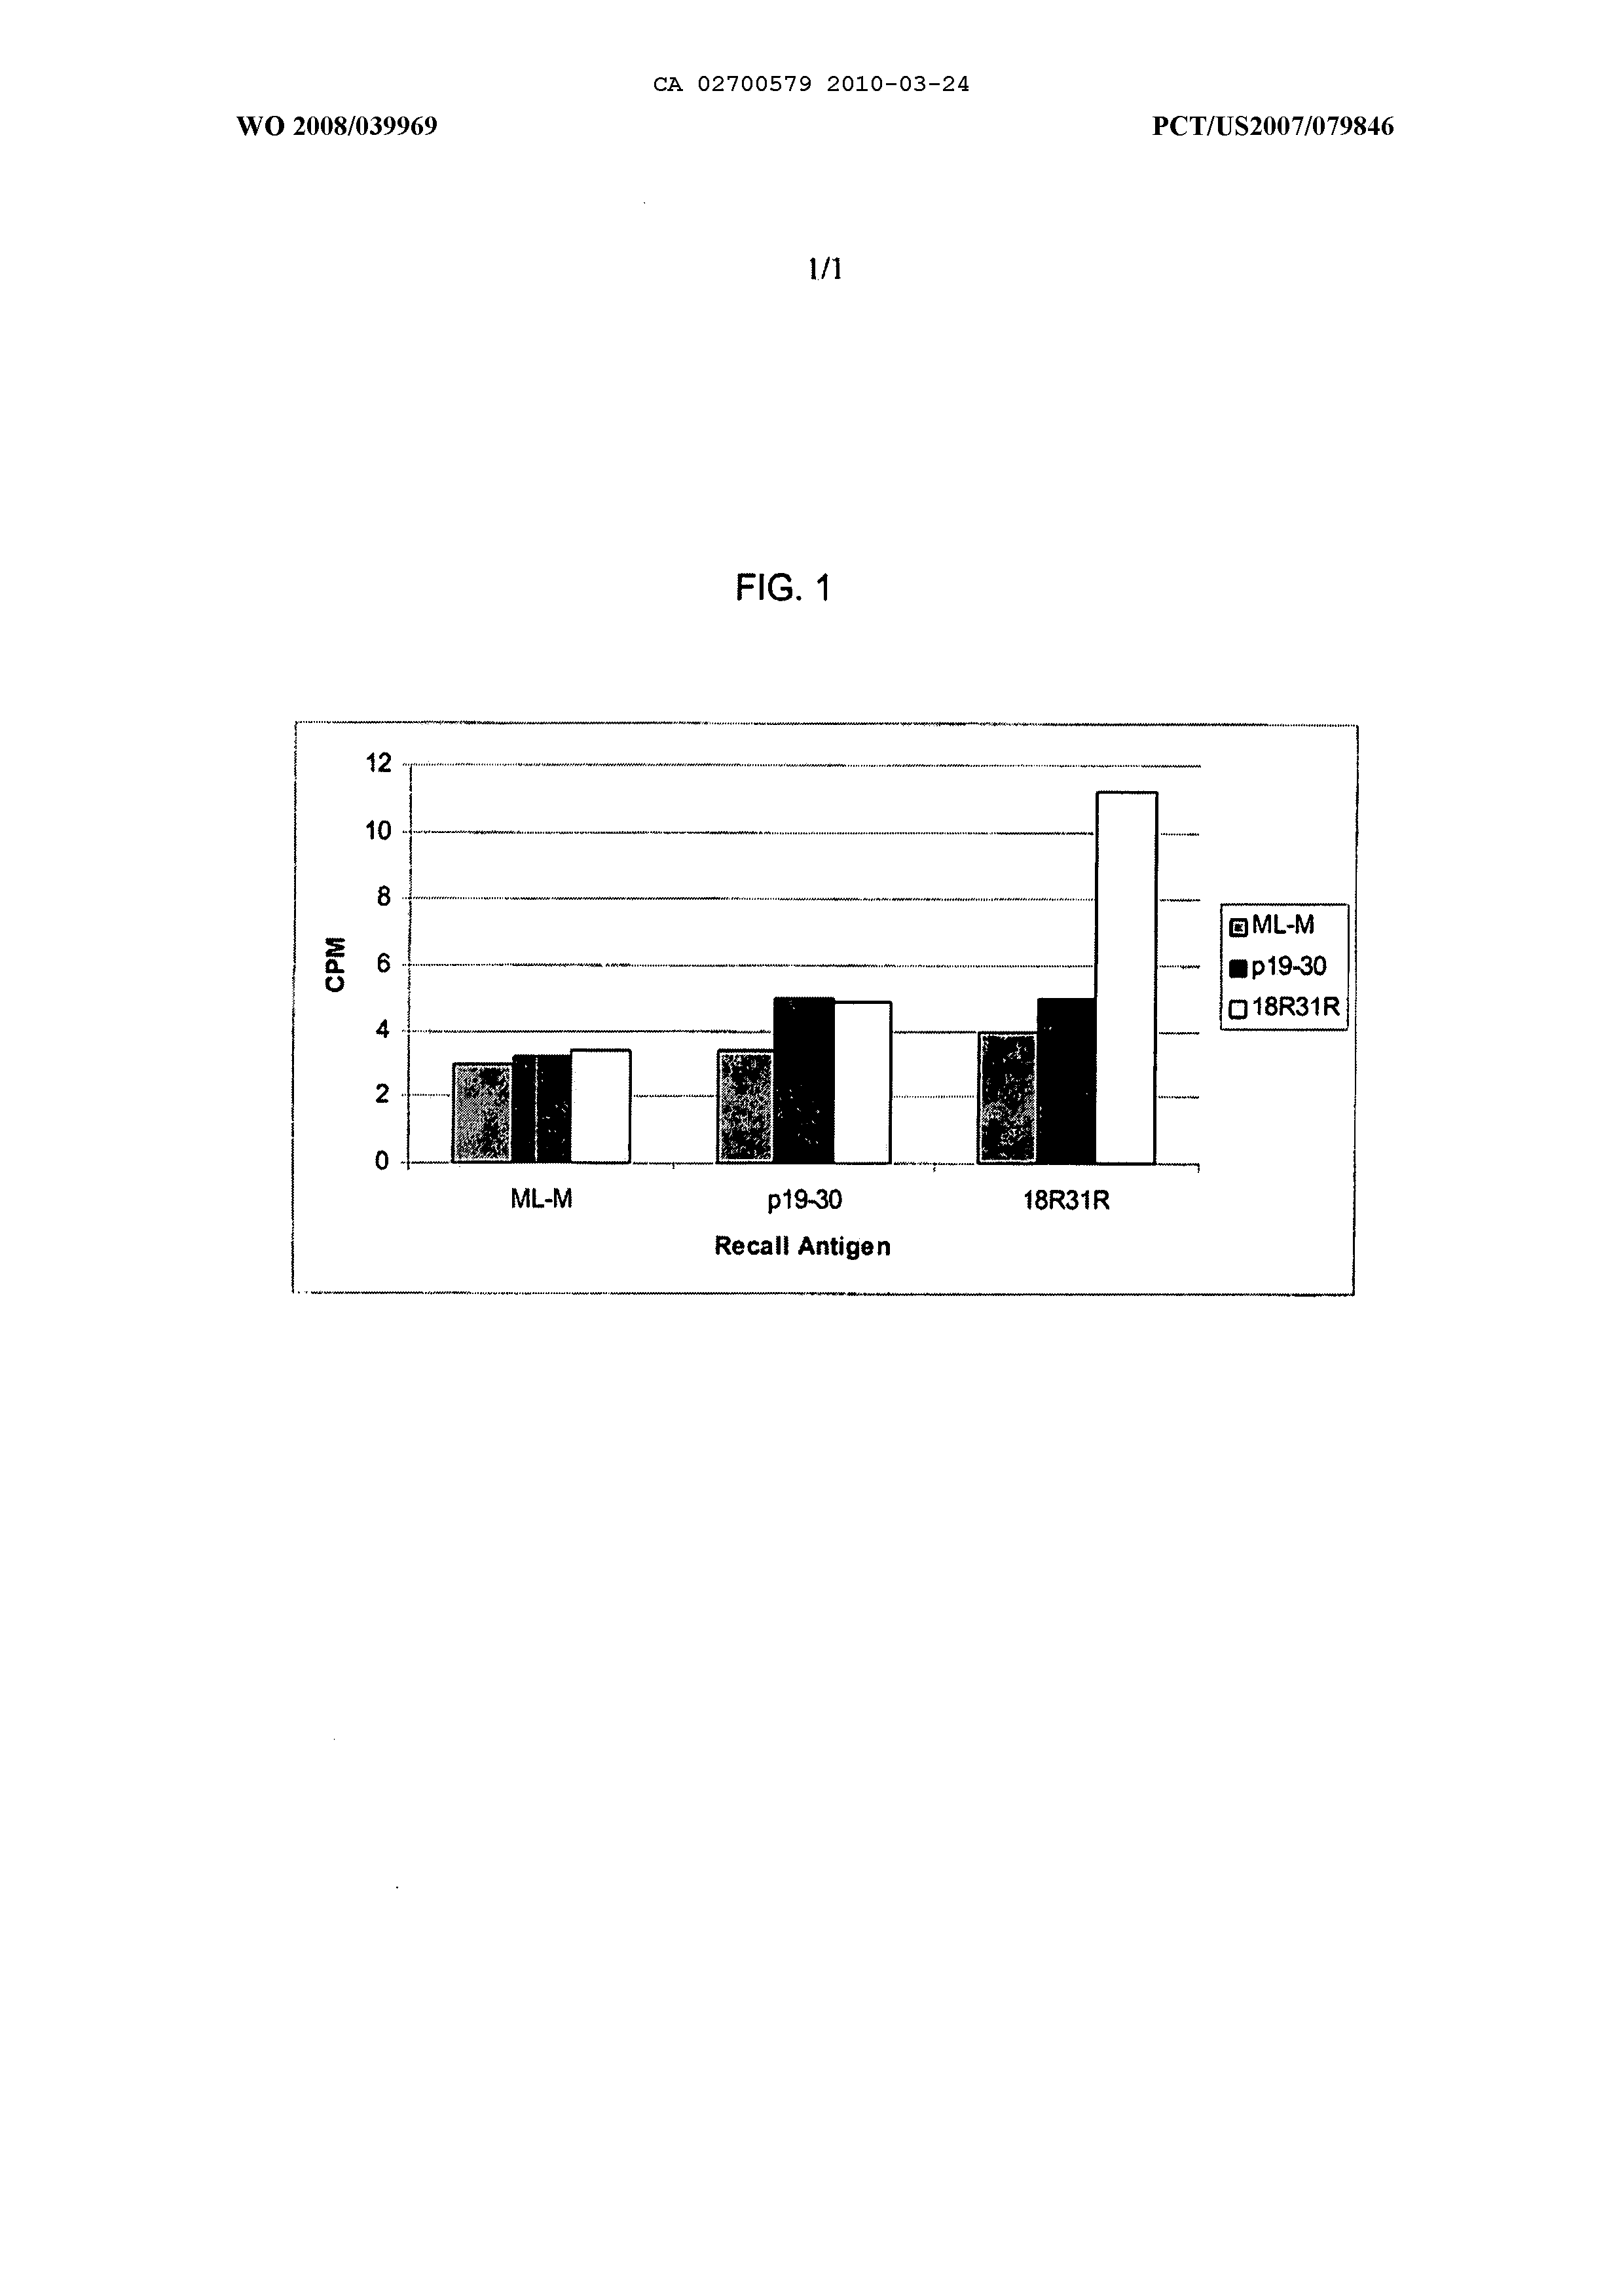 CA 02700579 2010-03-24
WO 2008/039969 PCT/US2007/079846
1/1
FIG. 1
12
10
8
6
4
2
0
CPM
ML-M p19-30 18R31R
Recall Antigen
ML-M
p19-30
18R31R